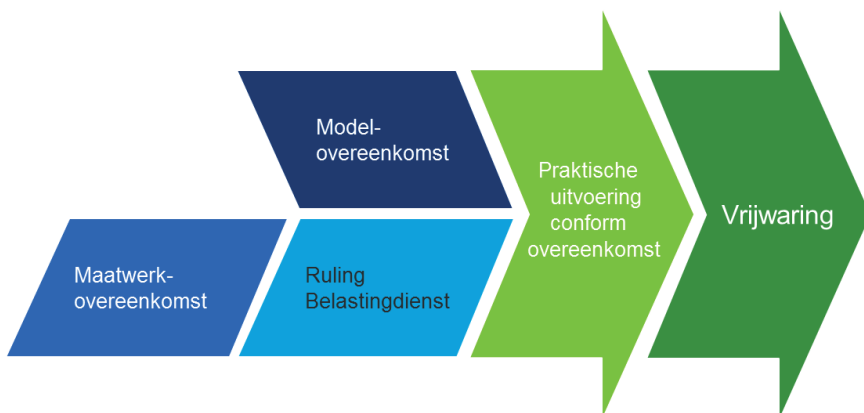 Model-
overeenkomst
Maatwerk-
overeenkomst
Ruling
Belastingdienst
Praktische
uitvoering
conform
overeenkomst
Vrijwaring